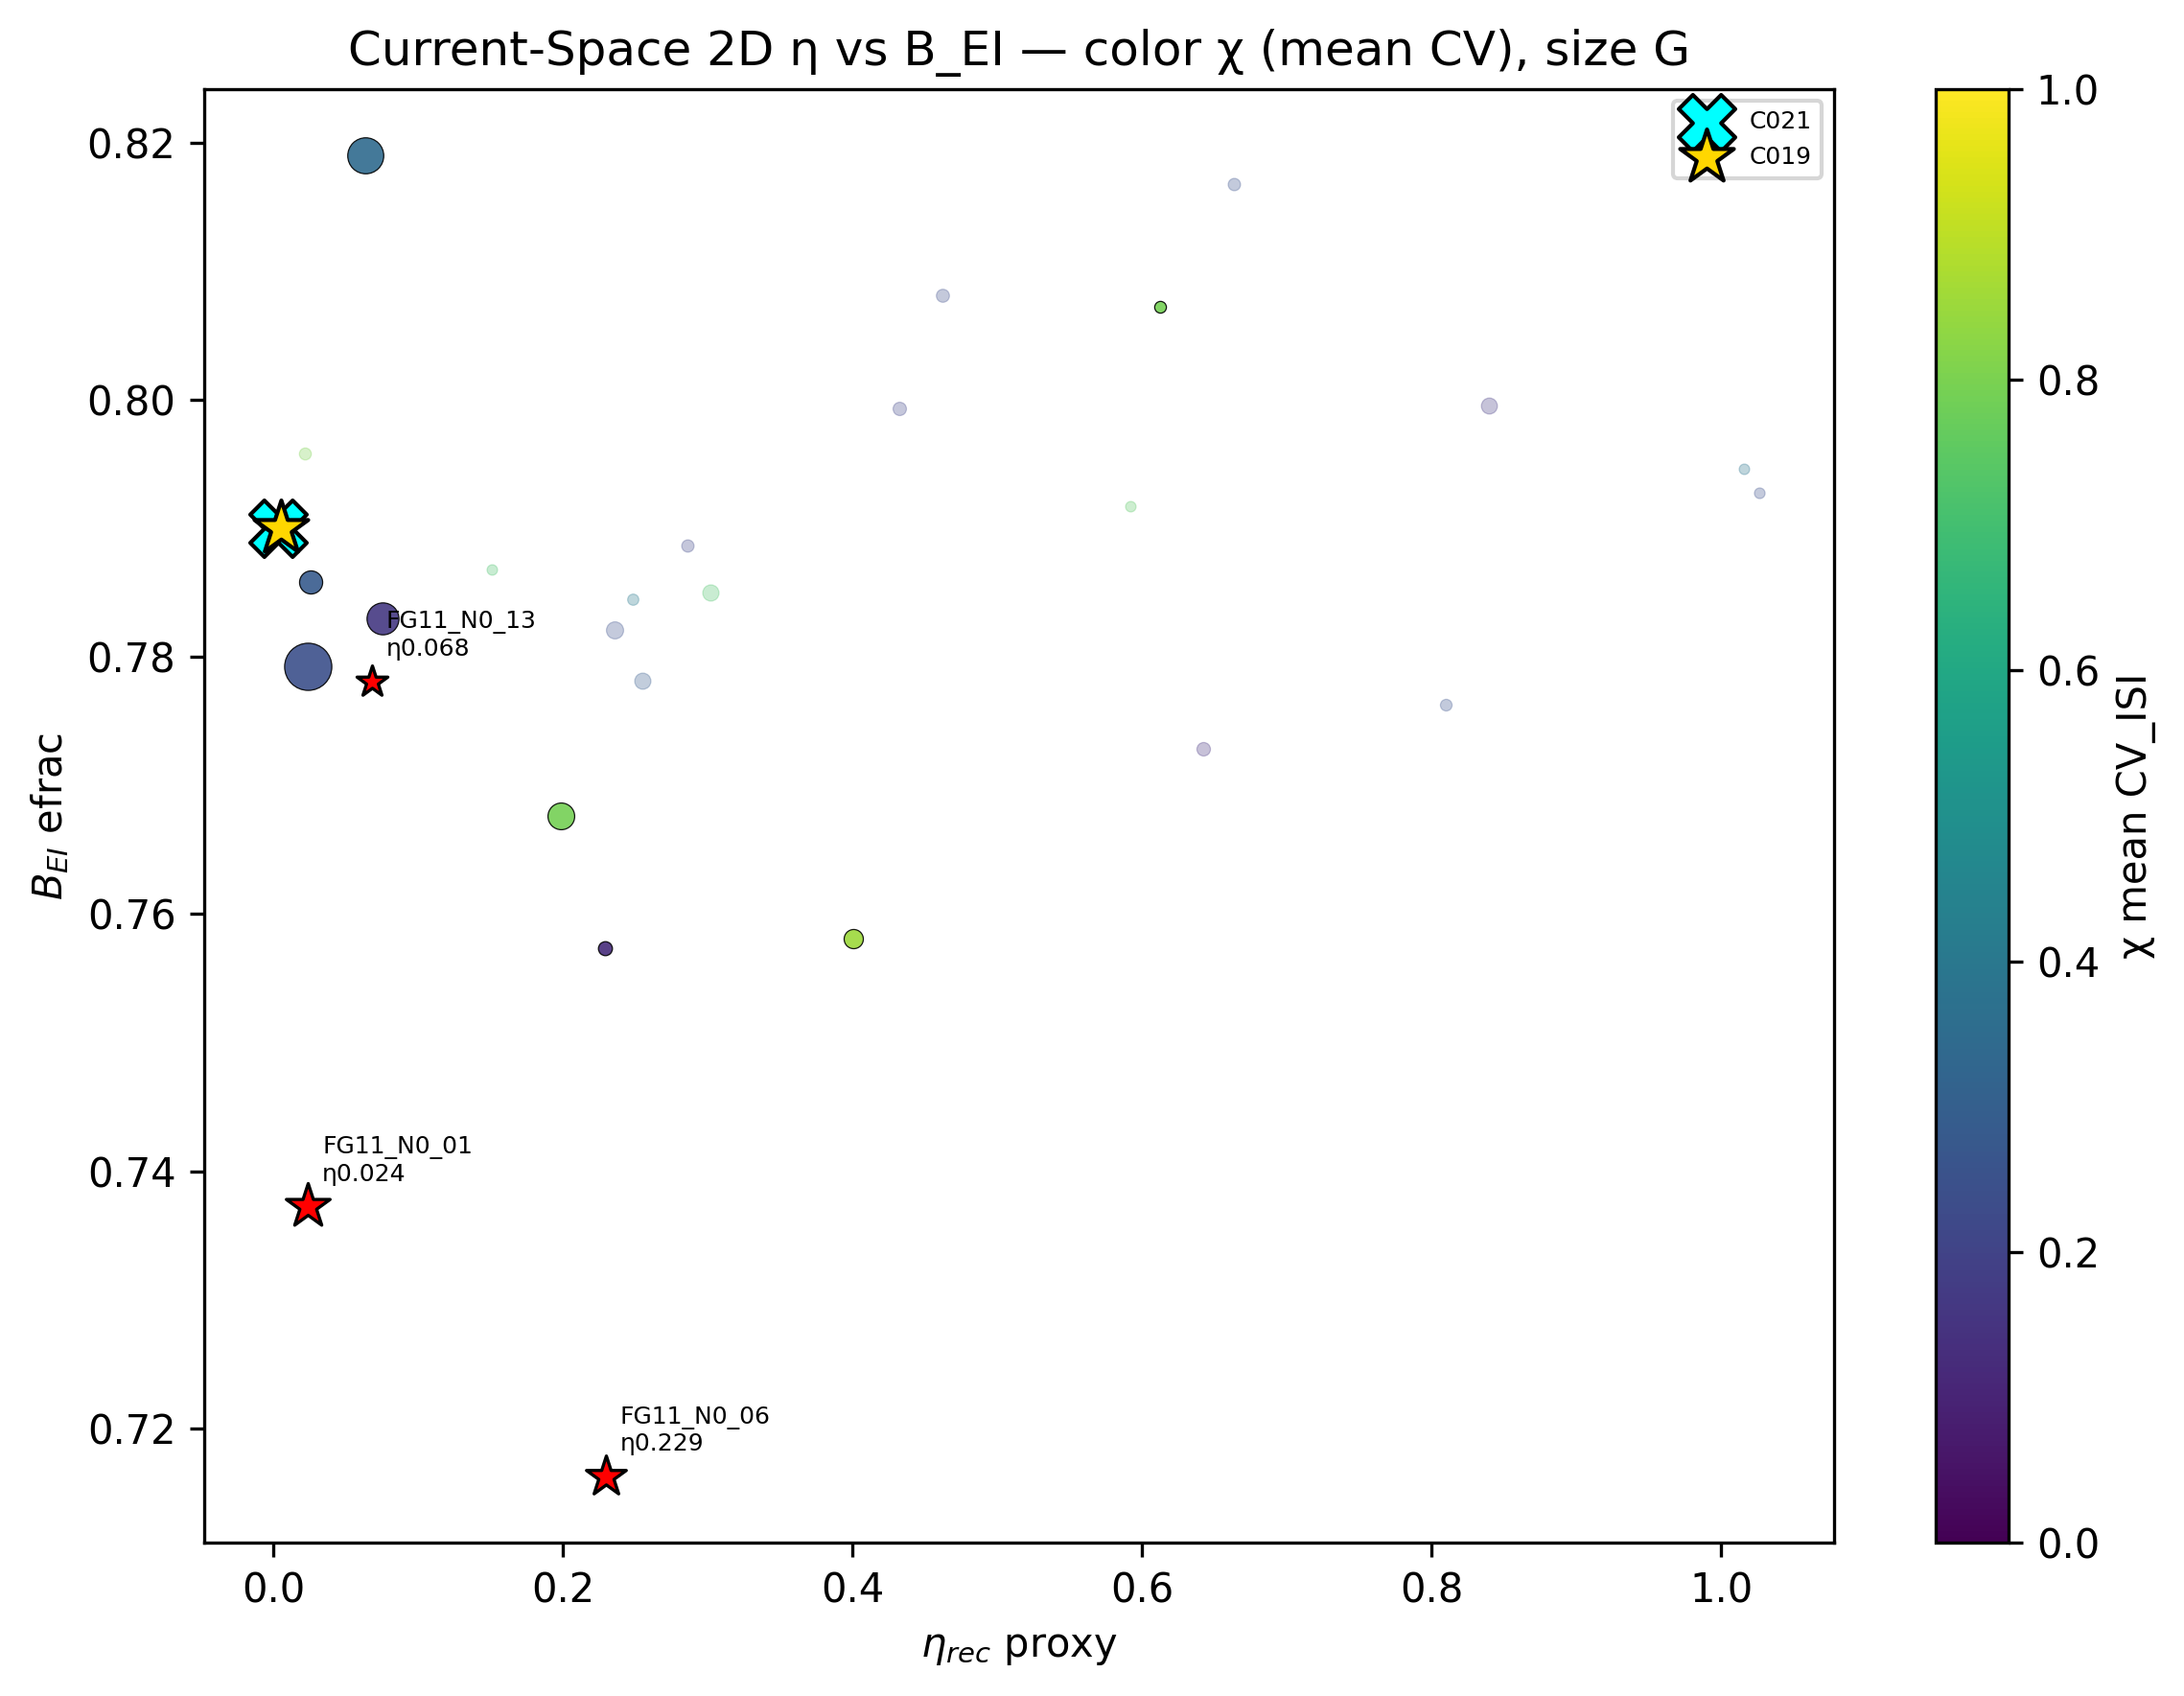 Current-Space 2D η vs B_EI — color χ (mean CV), size G
C021
C019
0.82
0.80
0.78
0.76
0.74
0.72
B_EI efrac
FG11_N0_13
η0.068
FG11_N0_01
η0.024
FG11_N0_06
η0.229
0.0 0.2 0.4 0.6 0.8 1.0
η_rec proxy
1.0
0.8
0.6
0.4
0.2
0.0
χ mean CV_ISI